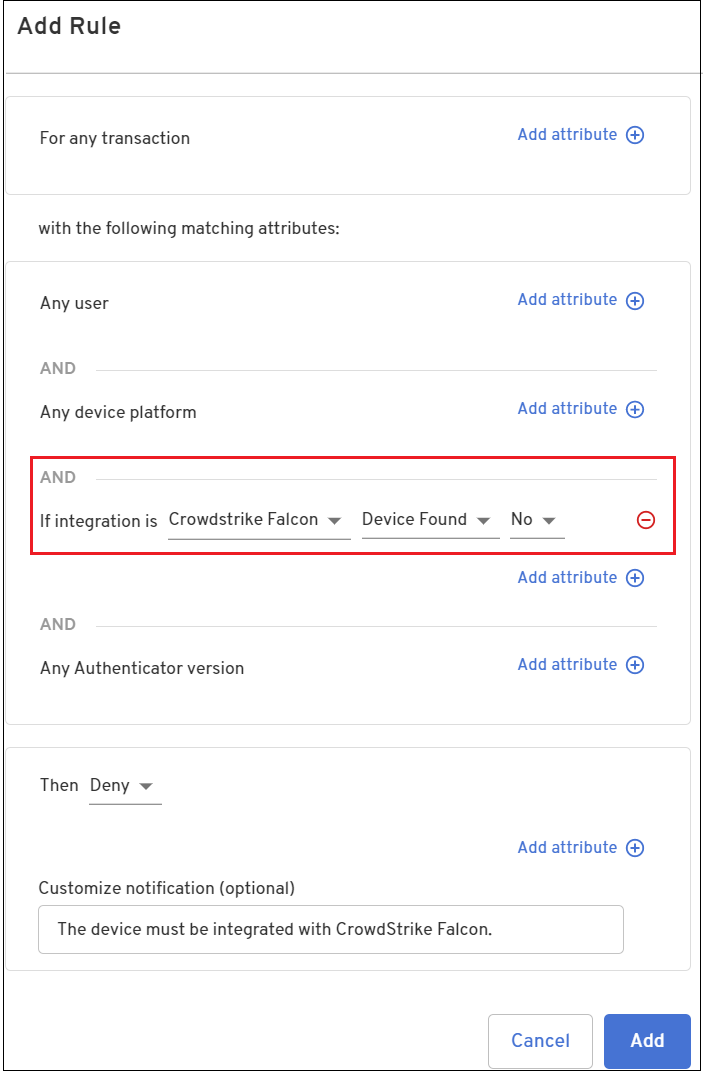 Add Rule
For any transaction
Add attribute
with the following matching attributes:
Any user
Add attribute
AND
Any device platform
Add attribute
AND
If integration is Crowdstrike Falcon Device Found No
Add attribute
AND
Any Authenticator version
Add attribute
Then Deny
Add attribute
Customize notification (optional)
The device must be integrated with CrowdStrike Falcon.
Cancel Add